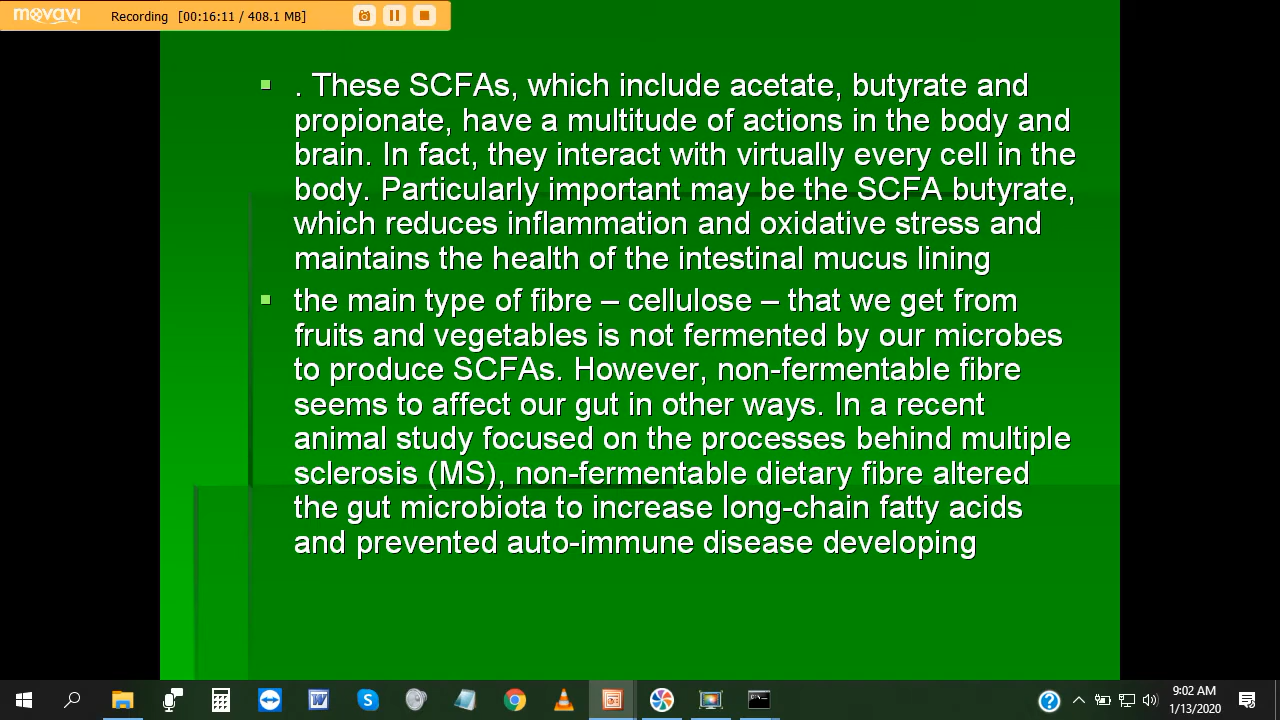 movavi Recording [00:16:11 / 408.1 MB]
. These SCFAs, which include acetate, butyrate and
propionate, have a multitude of actions in the body and
brain. In fact, they interact with virtually every cell in the
body. Particularly important may be the SCFA butyrate,
which reduces inflammation and oxidative stress and
maintains the health of the intestinal mucus lining
the main type of fibre – cellulose – that we get from
fruits and vegetables is not fermented by our microbes
to produce SCFAs. However, non-fermentable fibre
seems to affect our gut in other ways. In a recent
animal study focused on the processes behind multiple
sclerosis (MS), non-fermentable dietary fibre altered
the gut microbiota to increase long-chain fatty acids
and prevented auto-immune disease developing
9:02 AM
1/13/2020